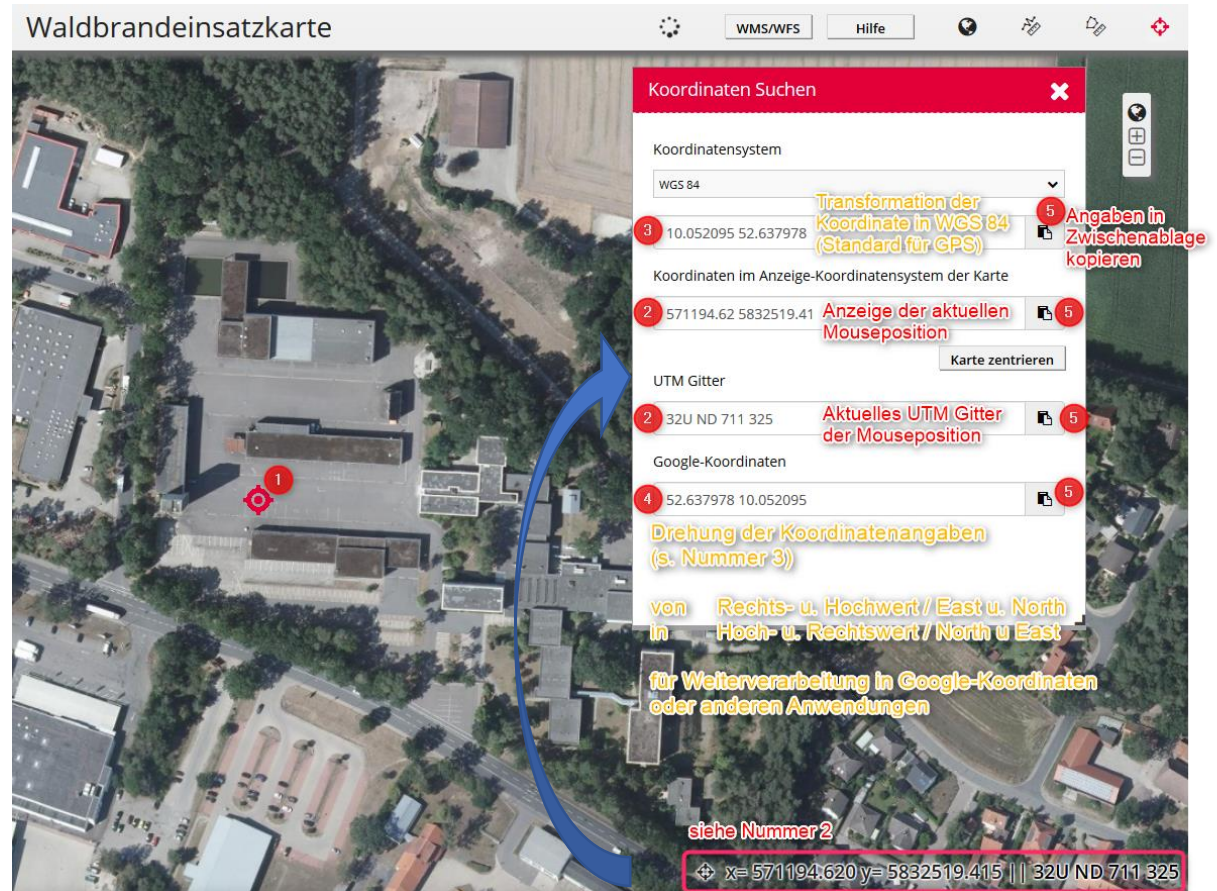 Waldbrandeinsatzkarte
WMS/WFS
Hilfe
Koordinaten Suchen
Koordinatensystem
WGS 84
Transformation der
Koordinate in WGS 84
(Standard für GPS)
3
10.052095 52.637978
5
Angaben in
Zwischenablage
kopieren
Koordinaten im Anzeige-Koordinatensystem der Karte
2
571194.62 5832519.41
Anzeige der aktuellen
Mouseposition
5
Karte zentrieren
UTM Gitter
2
32U ND 711 325
Aktuelles UTM Gitter
der Mouseposition
5
Google-Koordinaten
1
4
52.637978 10.052095
5
Drehung der Koordinatenangaben
(s. Nummer 3)
von Rechts- u. Hochwert / East u. North
in Hoch- u. Rechtswert / North u East
für Weiterverarbeitung in Google-Koordinaten
oder anderen Anwendungen
siehe Nummer 2
x= 571194.620 y= 5832519.415 || 32U ND 711 325